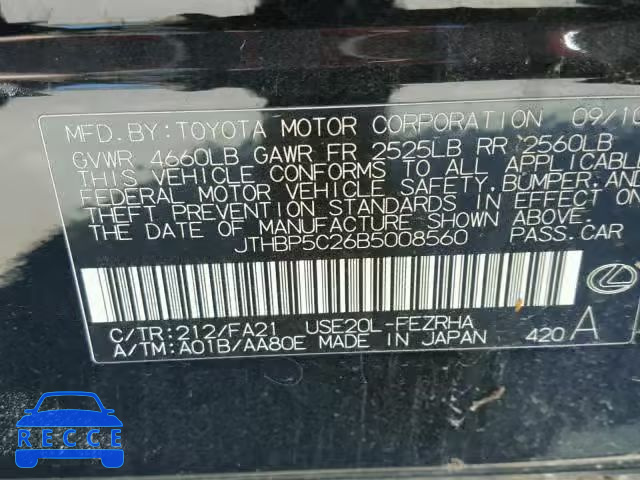 MFD. BY: TOYOTA MOTOR CORPORATION 09/10
GVWR 4660LB GAWR FR 2525LB RR 2560LB
THIS VEHICLE CONFORMS TO ALL APPLICABLE
FEDERAL MOTOR VEHICLE SAFETY, BUMPER, AND
THEFT PREVENTION STANDARDS IN EFFECT ON
THE DATE OF MANUFACTURE SHOWN ABOVE.
JTHBP5C26B5008560 PASS. CAR
C/TR: 212/FA21 USE20L-FEZRHA
A/TM: A01B/AA80E MADE IN JAPAN 420 A
RECCE